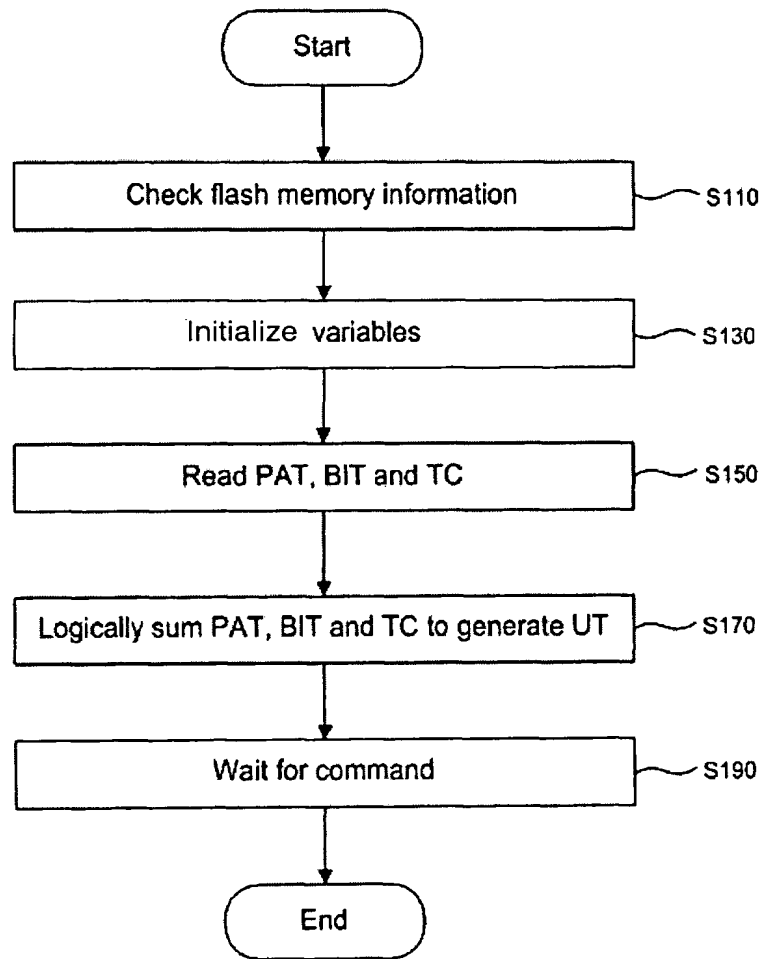 Start
Check flash memory information
S110
Initialize variables
S130
Read PAT, BIT and TC
S150
Logically sum PAT, BIT and TC to generate UT
S170
Wait for command
S190
End